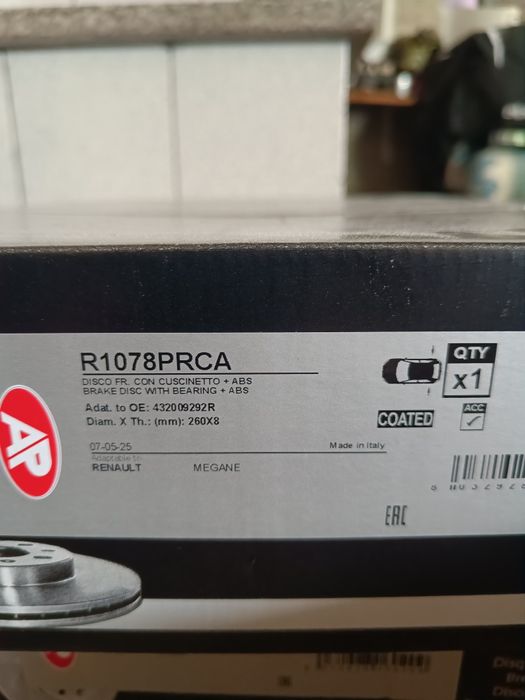 R1078PRCA
DISCO FR. CON CUSCINETTO + ABS
BRAKE DISC WITH BEARING + ABS
Adat. to OE: 432009292R
Diam. X Th.: (mm): 260X8
07-05-25
Made in Italy
Adaptable to:
RENAULT MEGANE
QTY
x1
COATED
ACC
AP
EAC